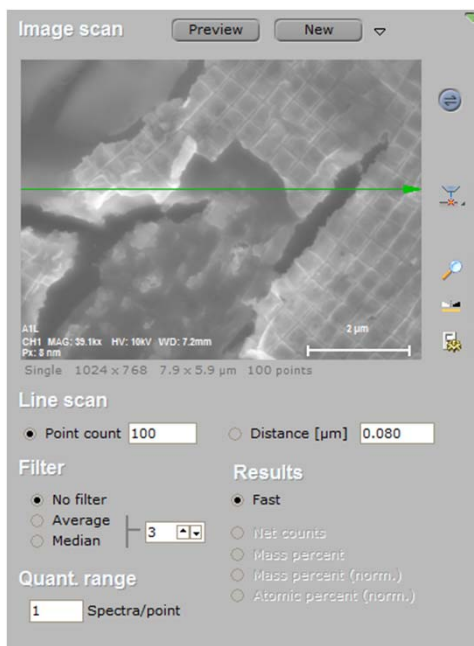 Image scan Preview New
A1L
CH1 MAG: 39.1kx HV: 10kV WD: 7.2mm
Px: 8 nm
2 µm
Single 1024 x 768 7.9 x 5.9 µm 100 points
Line scan
Point count 100 Distance [µm] 0.080
Filter
No filter
Average
Median
3
Results
Fast
Net counts
Mass percent
Mass percent (norm.)
Atomic percent (norm.)
Quant. range
1 Spectra/point